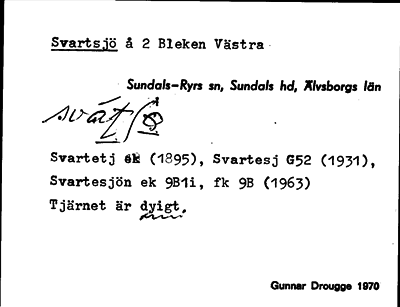 Svartsjö å 2 Bleken Västra
Sundals-Ryrs sn, Sundals hd, Älvsborgs län
Svartetj ek (1895), Svartesj G52 (1931),
Svartesjön ek 9B1i, fk 9B (1963)
Tjärnet är dyigt.
Gunnar Drougge 1970